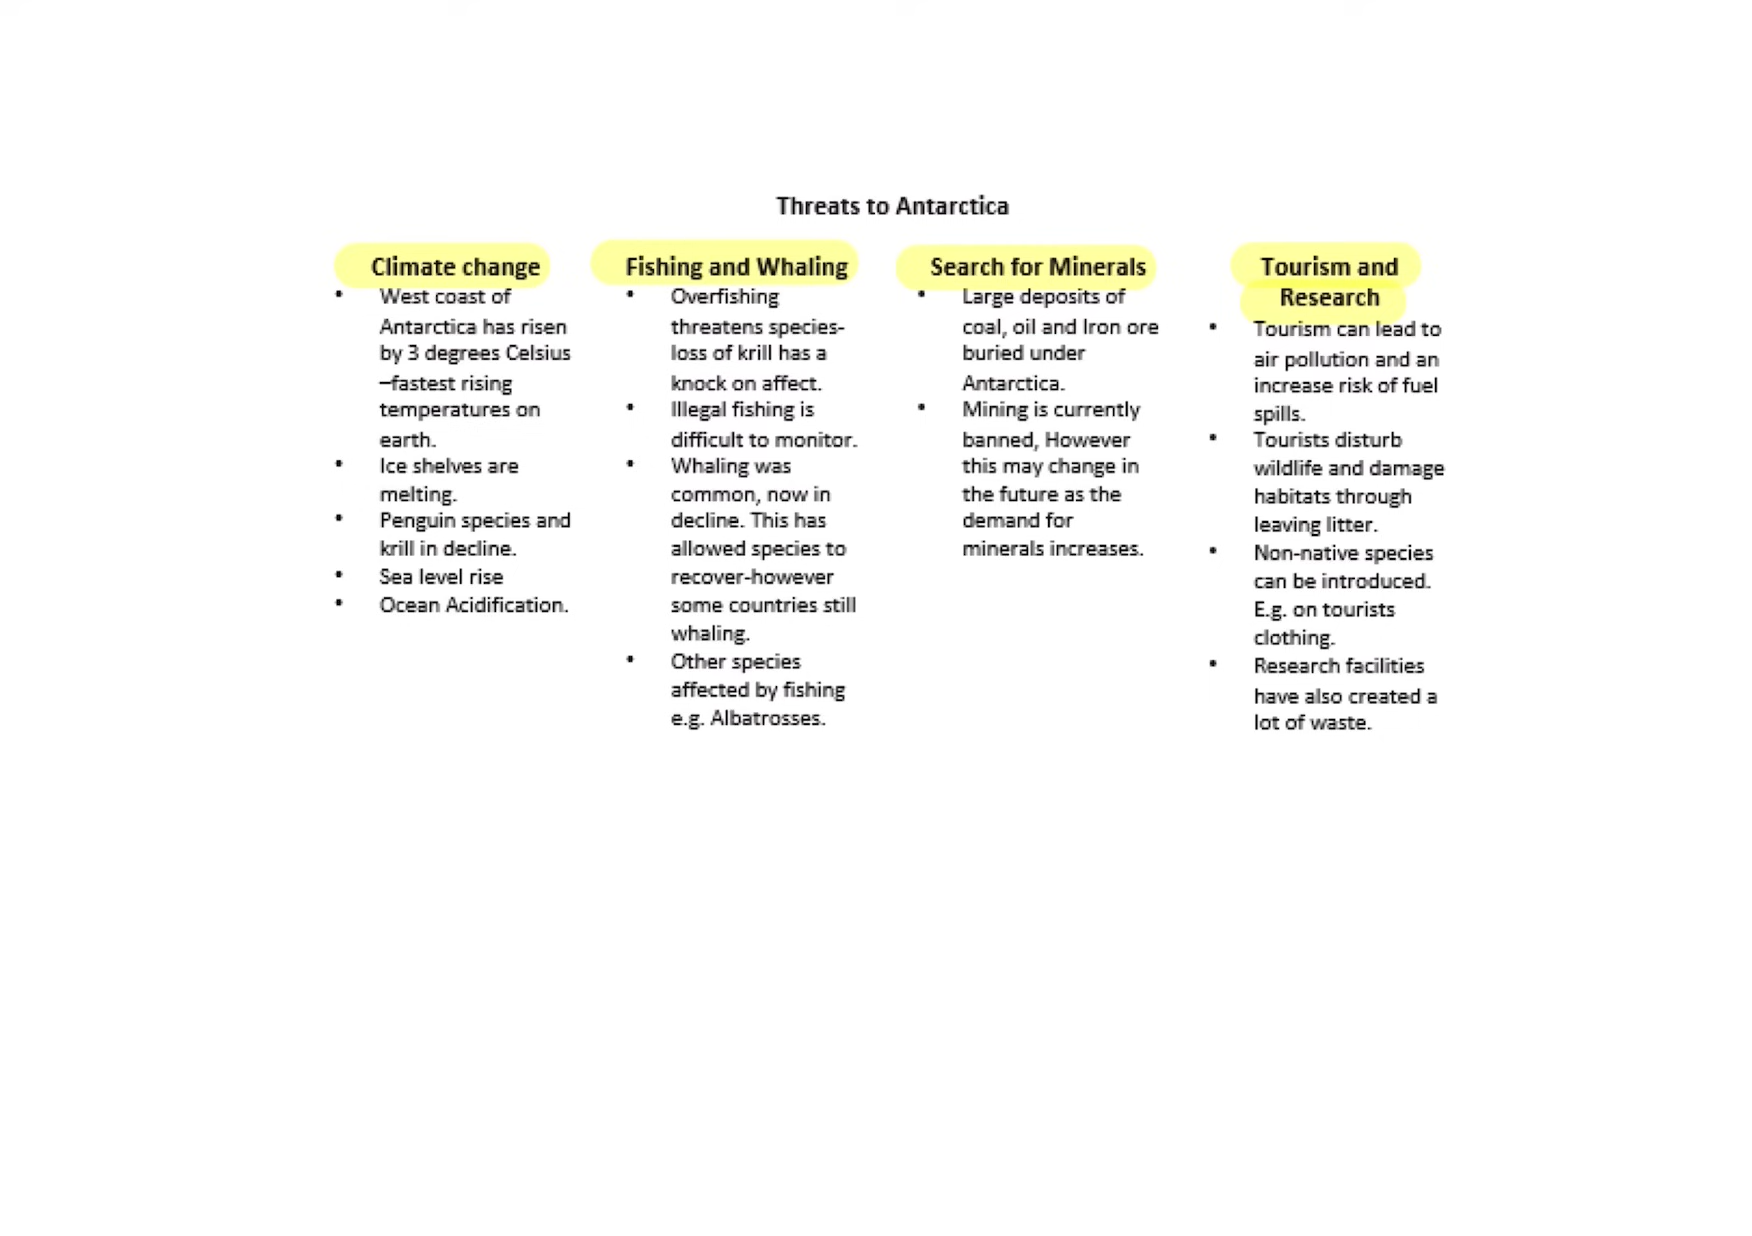 Threats to Antarctica
Climate change
• West coast of
Antarctica has risen
by 3 degrees Celsius
–fastest rising
temperatures on
earth.
• Ice shelves are
melting.
• Penguin species and
krill in decline.
• Sea level rise
• Ocean Acidification.
Fishing and Whaling
• Overfishing
threatens species-
loss of krill has a
knock on affect.
• Illegal fishing is
difficult to monitor.
• Whaling was
common, now in
decline. This has
allowed species to
recover-however
some countries still
whaling.
• Other species
affected by fishing
e.g. Albatrosses.
Search for Minerals
• Large deposits of
coal, oil and Iron ore
buried under
Antarctica.
• Mining is currently
banned, However
this may change in
the future as the
demand for
minerals increases.
Tourism and
Research
• Tourism can lead to
air pollution and an
increase risk of fuel
spills.
• Tourists disturb
wildlife and damage
habitats through
leaving litter.
• Non-native species
can be introduced.
E.g. on tourists
clothing.
• Research facilities
have also created a
lot of waste.